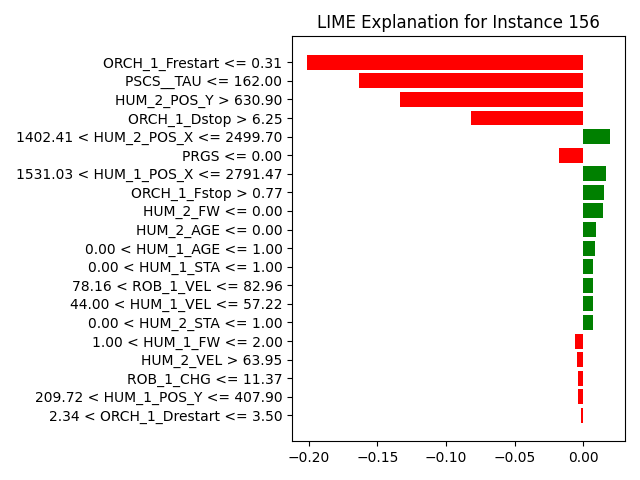 LIME Explanation for Instance 156
ORCH_1_Frestart <= 0.31
PSCS__TAU <= 162.00
HUM_2_POS_Y > 630.90
ORCH_1_Dstop > 6.25
1402.41 < HUM_2_POS_X <= 2499.70
PRGS <= 0.00
1531.03 < HUM_1_POS_X <= 2791.47
ORCH_1_Fstop > 0.77
HUM_2_FW <= 0.00
HUM_2_AGE <= 0.00
0.00 < HUM_1_AGE <= 1.00
0.00 < HUM_1_STA <= 1.00
78.16 < ROB_1_VEL <= 82.96
44.00 < HUM_1_VEL <= 57.22
0.00 < HUM_2_STA <= 1.00
1.00 < HUM_1_FW <= 2.00
HUM_2_VEL > 63.95
ROB_1_CHG <= 11.37
209.72 < HUM_1_POS_Y <= 407.90
2.34 < ORCH_1_Drestart <= 3.50
−0.20 −0.15 −0.10 −0.05 0.00